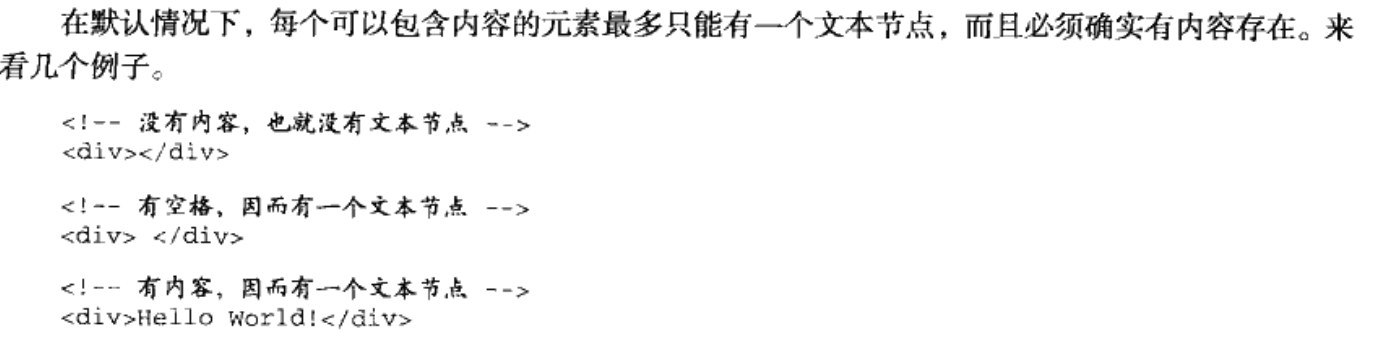 在默认情况下，每个可以包含内容的元素最多只能有一个文本节点，而且必须确实有内容存在。来
看几个例子。
<!-- 没有内容，也就没有文本节点 -->
<div></div>
<!-- 有空格，因而有一个文本节点 -->
<div> </div>
<!-- 有内容，因而有一个文本节点 -->
<div>Hello World!</div>